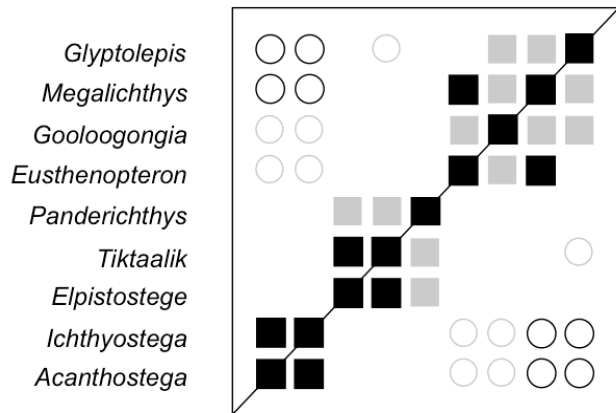 Glyptolepis
Megalichthys
Gooloogongia
Eusthenopteron
Panderichthys
Tiktaalik
Elpistostege
Ichthyostega
Acanthostega